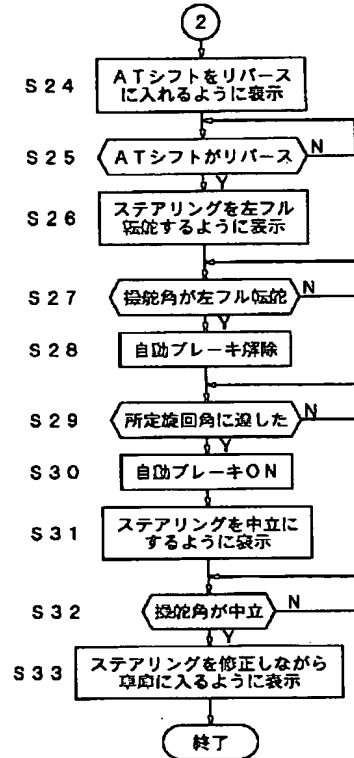 2
S24
ATシフトをリバース
に入れるように表示
S25
ATシフトがリバース
N
Y
S26
ステアリングを左フル
転舵するように表示
S27
操舵角が左フル転舵
N
Y
S28
自動ブレーキ解除
S29
所定旋回角に達した
N
Y
S30
自動ブレーキON
S31
ステアリングを中立に
するように表示
S32
操舵角が中立
N
Y
S33
ステアリングを修正しながら
車庫に入るように表示
終了